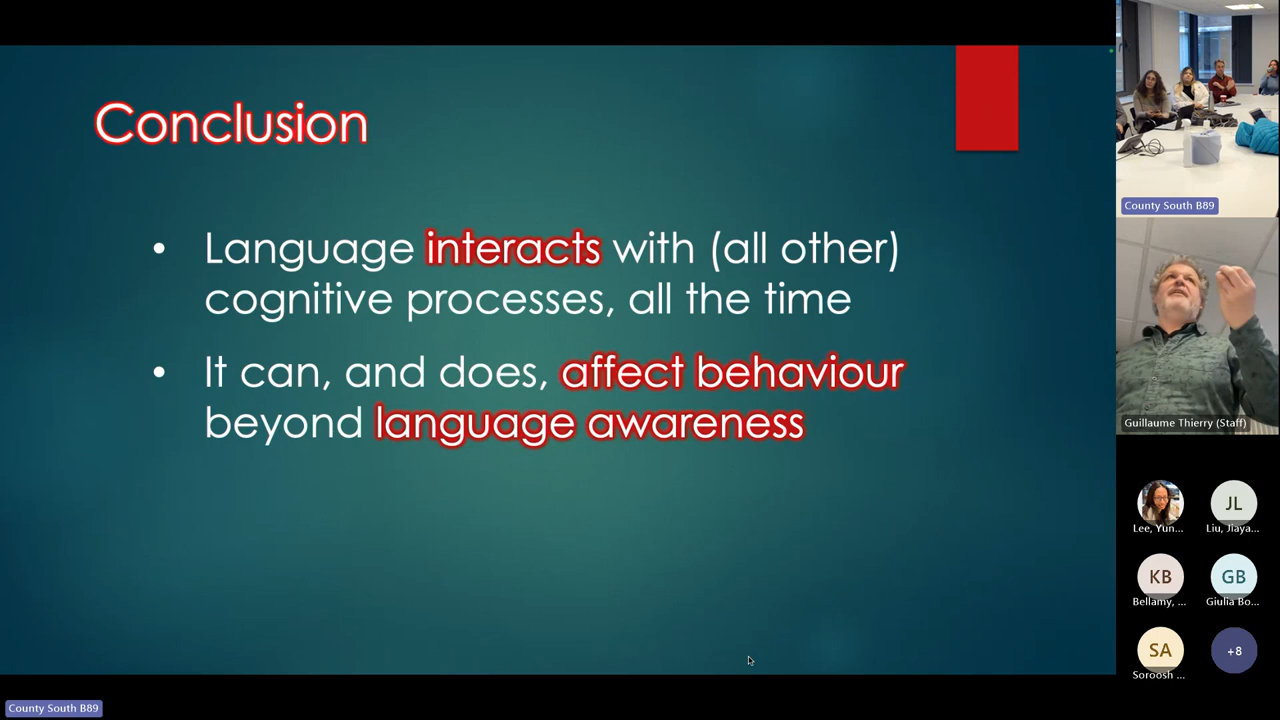 Conclusion
• Language interacts with (all other)
cognitive processes, all the time
• It can, and does, affect behaviour
beyond language awareness
County South B89
Guillaume Thierry (Staff)
Lee, Yun...
JL
Liu, Jiaya...
KB
Bellamy, ...
GB
Giulia Bo...
SA
Soroosh ...
+8
County South B89